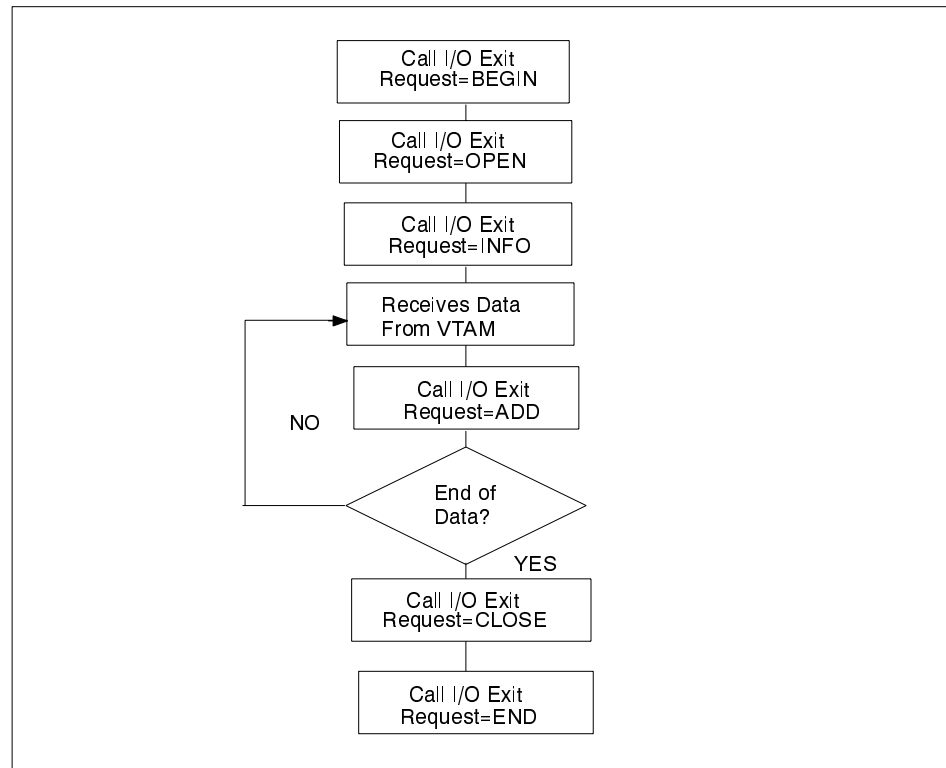 Call I/O Exit
Request=BEGIN
Call I/O Exit
Request=OPEN
Call I/O Exit
Request=INFO
Receives Data
From VTAM
Call I/O Exit
Request=ADD
NO
End of
Data?
YES
Call I/O Exit
Request=CLOSE
Call I/O Exit
Request=END